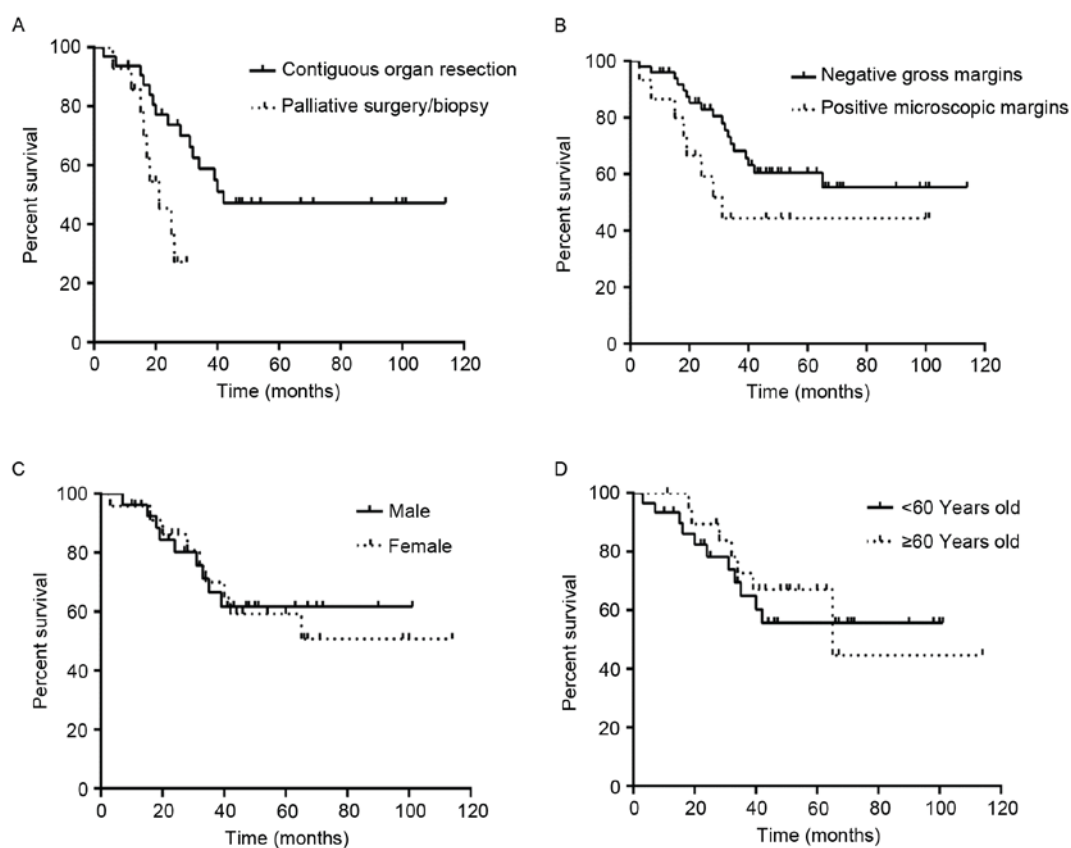 A
100
80
60
40
20
0
Percent survival
Contiguous organ resection
Palliative surgery/biopsy
0 20 40 60 80 100 120
Time (months)
B
100
80
60
40
20
0
Percent survival
Negative gross margins
Positive microscopic margins
0 20 40 60 80 100 120
Time (months)
C
100
80
60
40
20
0
Percent survival
Male
Female
0 20 40 60 80 100 120
Time (months)
D
100
80
60
40
20
0
Percent survival
<60 Years old
≥60 Years old
0 20 40 60 80 100 120
Time (months)